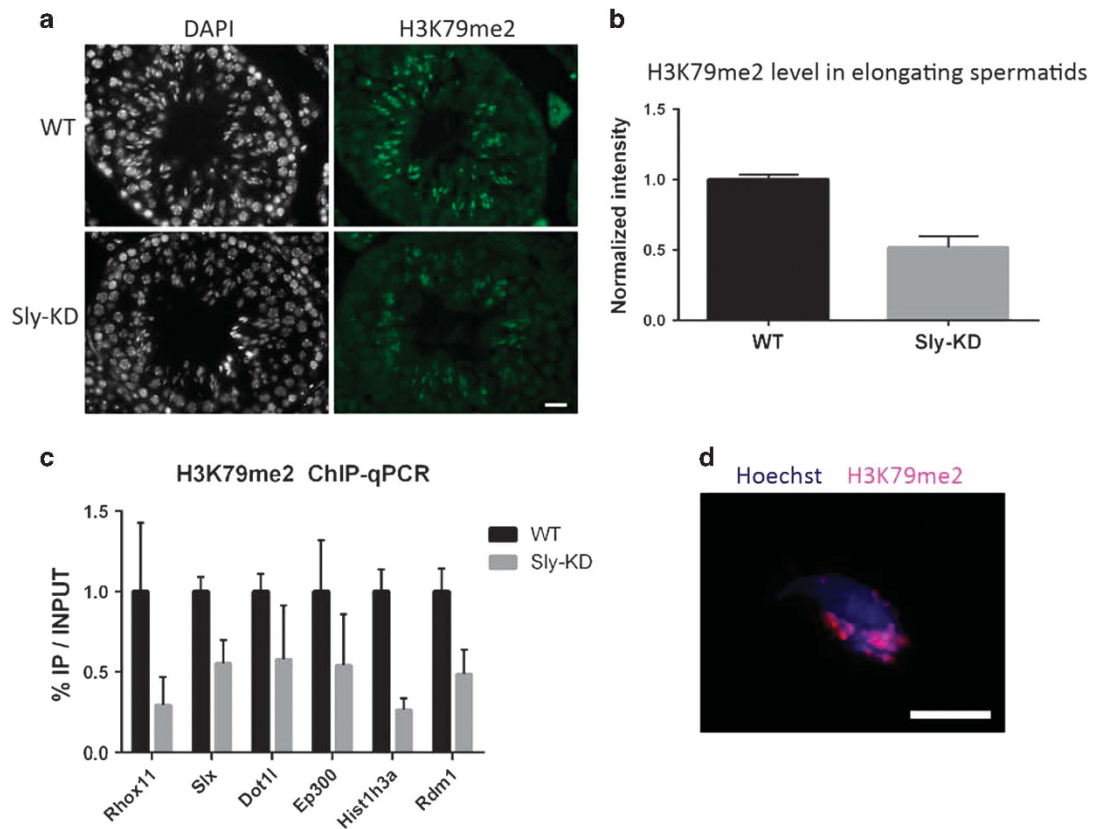 a
DAPI
H3K79me2
WT
Sly-KD
b
H3K79me2 level in elongating spermatids
Normalized intensity
1.5
1.0
0.5
0.0
WT
Sly-KD
c
H3K79me2 ChIP-qPCR
% IP / INPUT
1.5
1.0
0.5
0.0
WT
Sly-KD
Rhox11
Slx
Dot1l
Ep300
Hist1h3a
Rdm1
d
Hoechst H3K79me2